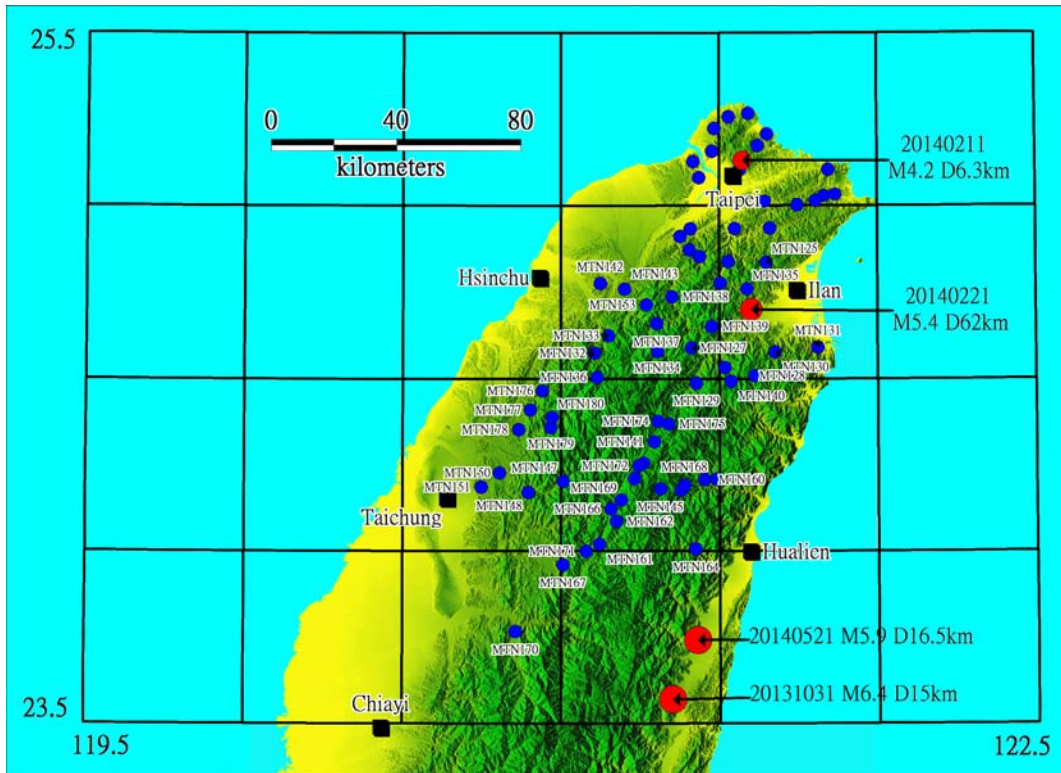 25.5
0 40 80
kilometers
20140211
M4.2 D6.3km
Taipei
MTN125
MTN142
MTN143
MTN135
Hsinchu
MTN138
Ilan
MTN153
20140221
M5.4 D62km
MTN139
MTN131
MTN133
MTN137
MTN127
MTN132
MTN134
MTN130
MTN136
MTN128
MTN176
MTN129
MTN140
MTN177
MTN180
MTN174
MTN175
MTN178
MTN179
MTN141
MTN150
MTN147
MTN172
MTN168
MTN160
MTN151
MTN169
MTN148
MTN145
MTN166
Taichung
MTN162
MTN171
MTN161
MTN164
Hualien
MTN167
20140521 M5.9 D16.5km
MTN170
20131031 M6.4 D15km
Chiayi
23.5
119.5
122.5